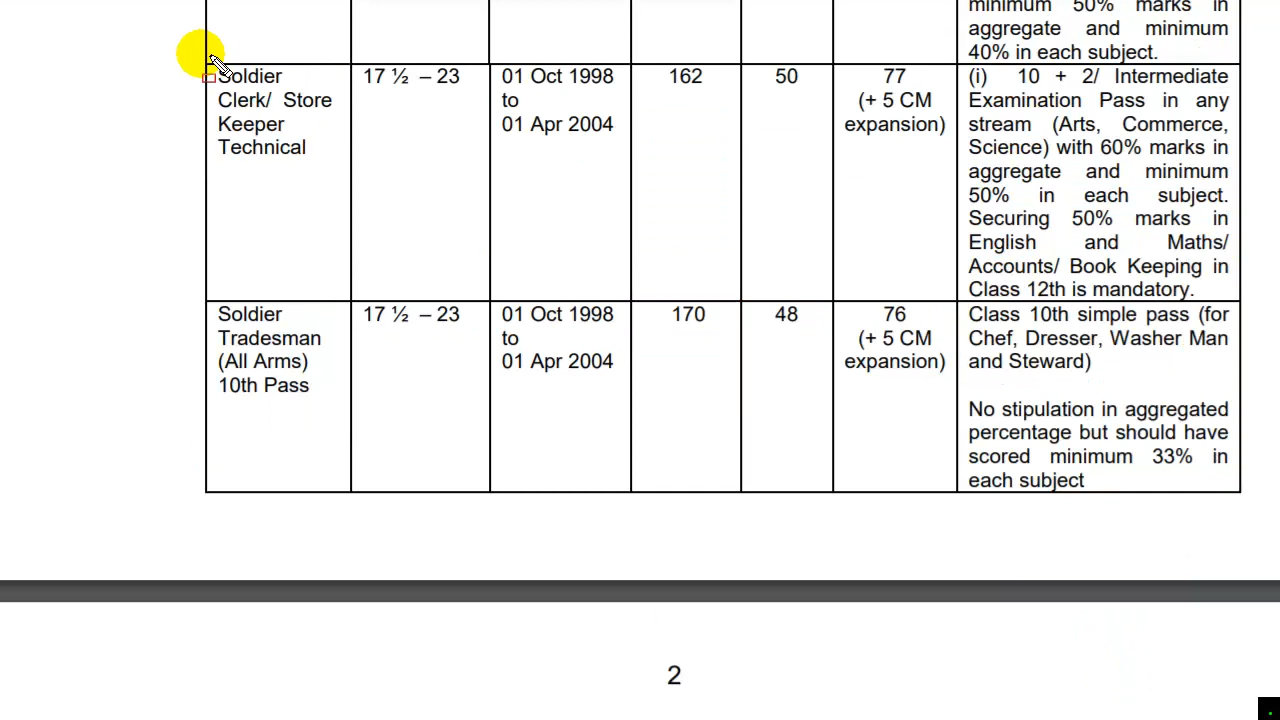 minimum 50% marks in
aggregate and minimum
40% in each subject.
Soldier
Clerk/ Store
Keeper
Technical
17 ½ – 23
01 Oct 1998
to
01 Apr 2004
162
50
77
(+ 5 CM
expansion)
(i) 10 + 2/ Intermediate
Examination Pass in any
stream (Arts, Commerce,
Science) with 60% marks in
aggregate and minimum
50% in each subject.
Securing 50% marks in
English and Maths/
Accounts/ Book Keeping in
Class 12th is mandatory.
Soldier
Tradesman
(All Arms)
10th Pass
17 ½ – 23
01 Oct 1998
to
01 Apr 2004
170
48
76
(+ 5 CM
expansion)
Class 10th simple pass (for
Chef, Dresser, Washer Man
and Steward)
No stipulation in aggregated
percentage but should have
scored minimum 33% in
each subject
2